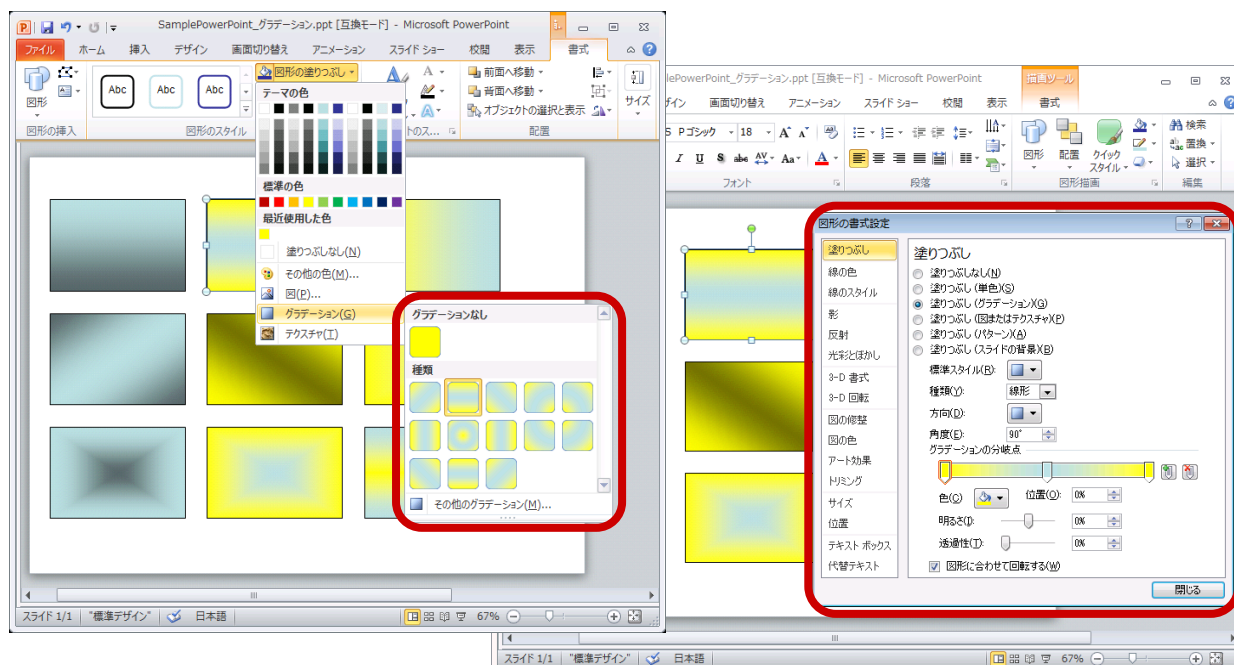 SamplePowerPoint_グラデーション.ppt [互換モード] - Microsoft PowerPoint
ファイル ホーム 挿入 デザイン 画面切り替え アニメーション スライド ショー 校閲 表示 書式
図形
Abc Abc Abc
図形の塗りつぶし
前面へ移動
背面へ移動
オブジェクトの選択と表示
サイズ
図形の挿入 図形のスタイル トのス... 配置
テーマの色
標準の色
最近使用した色
塗りつぶしなし(N)
その他の色(M)...
図(P)...
グラデーション(G)
テクスチャ(T)
グラデーションなし
種類
その他のグラデーション(M)...
スライド 1/1 "標準デザイン" 日本語 67%
lePowerPoint_グラデーション.ppt [互換モード] - Microsoft PowerPoint 描画ツール
ザイン 画面切り替え アニメーション スライド ショー 校閲 表示 書式
S Pゴシック 18 A A
I U S abe AV Aa A
図形 配置 クイック
スタイル
検索
置換
選択
フォント 段落 図形描画 編集
図形の書式設定
塗りつぶし
線の色
線のスタイル
影
反射
光彩とぼかし
3-D 書式
3-D 回転
図の修整
図の色
アート効果
トリミング
サイズ
位置
テキスト ボックス
代替テキスト
塗りつぶし
塗りつぶしなし(N)
塗りつぶし (単色)(S)
塗りつぶし (グラデーション)(G)
塗りつぶし (図またはテクスチャ)(P)
塗りつぶし (パターン)(A)
塗りつぶし (スライドの背景)(B)
標準スタイル(R):
種類(Y): 線形
方向(D):
角度(E): 90°
グラデーションの分岐点
色(C) 位置(O): 0%
明るさ(I): 0%
透過性(T): 0%
図形に合わせて回転する(W)
閉じる
スライド 1/1 "標準デザイン" 日本語 67%